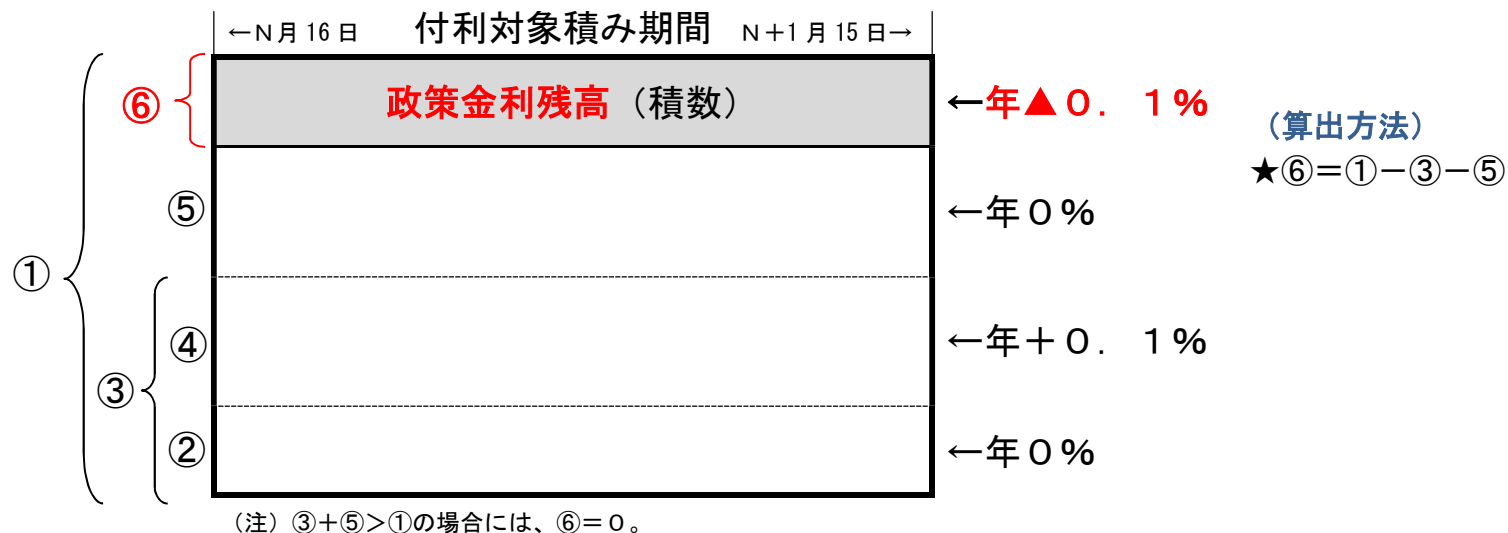 ←N月16日 付利対象積み期間 N+1月15日→
⑥ 政策金利残高（積数） ←年▲０．１％
（算出方法）
★⑥＝①－③－⑤
⑤ ←年０％
①
④ ←年＋０．１％
③
② ←年０％
（注）③＋⑤＞①の場合には、⑥＝０。